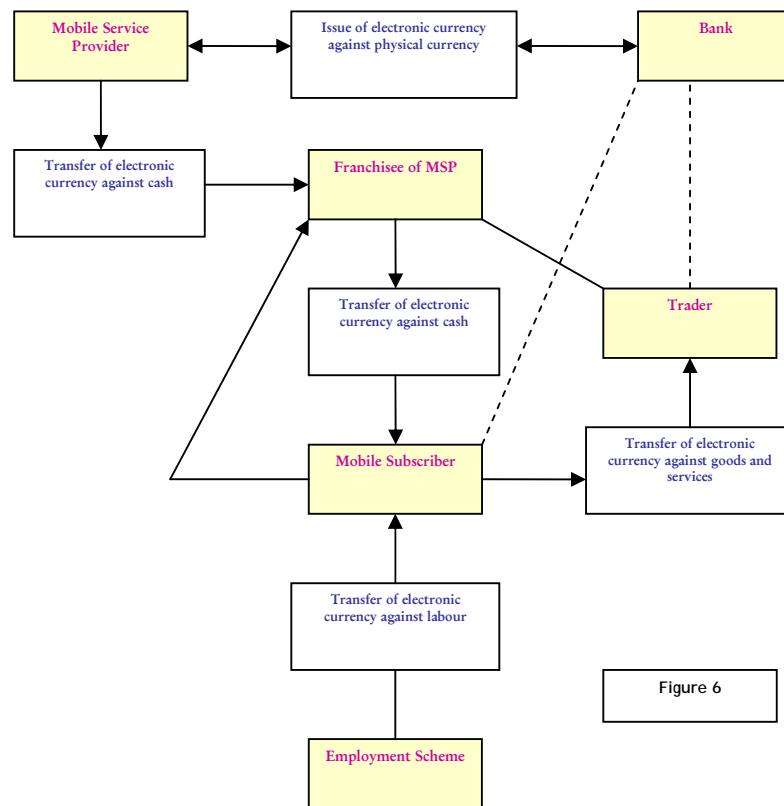 Mobile Service
Provider
Issue of electronic currency
against physical currency
Bank
Transfer of electronic
currency against cash
Franchisee of MSP
Transfer of electronic
currency against cash
Trader
Mobile Subscriber
Transfer of electronic
currency against goods and
services
Transfer of electronic
currency against labour
Figure 6
Employment Scheme